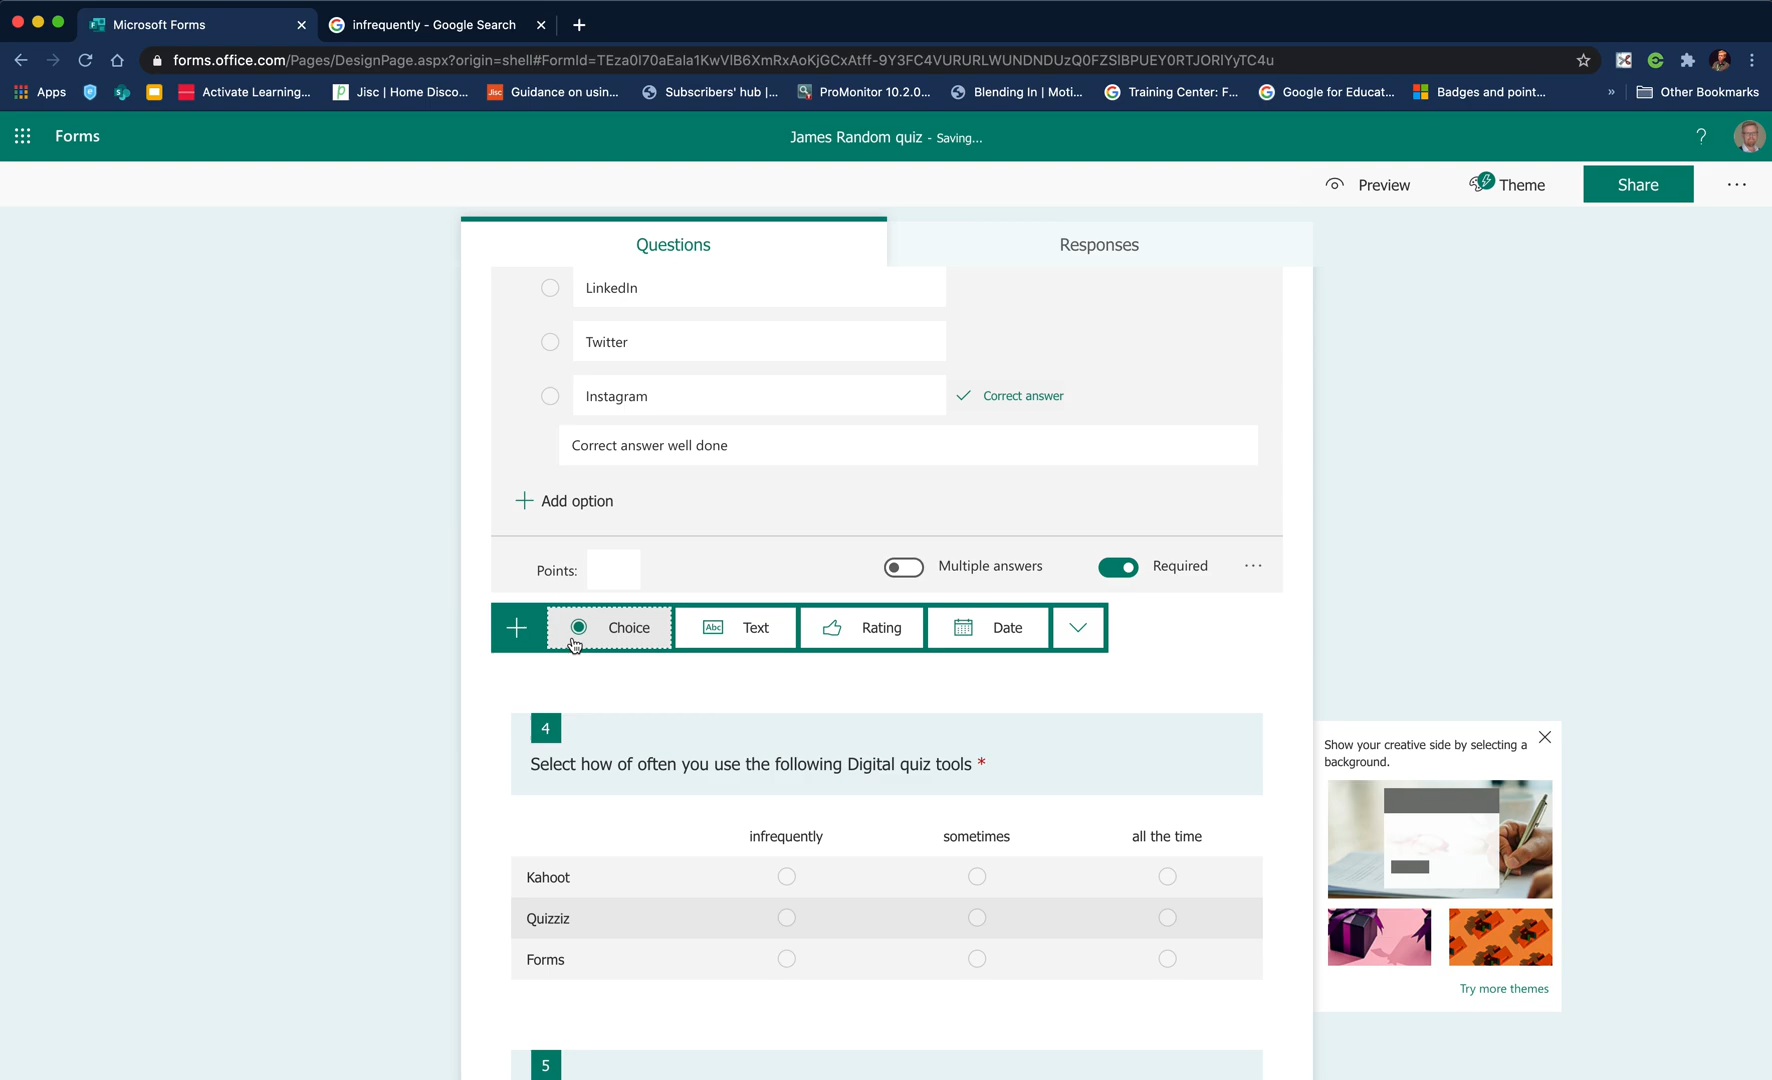 Microsoft Forms
infrequently - Google Search
forms.office.com/Pages/DesignPage.aspx?origin=shell#FormId=TEza0I70aEala1KwVlB6XmRxAoKjGCxAtff-9Y3FC4VURURLWUNDNDUzQ0FZSlBPUEY0RTJORlYyTC4u
Apps
Activate Learning...
Jisc | Home Disco...
Guidance on usin...
Subscribers' hub |...
ProMonitor 10.2.0...
Blending In | Moti...
Training Center: F...
Google for Educat...
Badges and point...
»
Other Bookmarks
Forms
James Random quiz - Saving...
?
Preview
Theme
Share
Questions
Responses
LinkedIn
Twitter
Instagram
Correct answer
Correct answer well done
Add option
Points:
Multiple answers
Required
Choice
Abc Text
Rating
Date
4
Select how of often you use the following Digital quiz tools *
infrequently sometimes all the time
Kahoot
Quizziz
Forms
5
Show your creative side by selecting a
background.
Try more themes